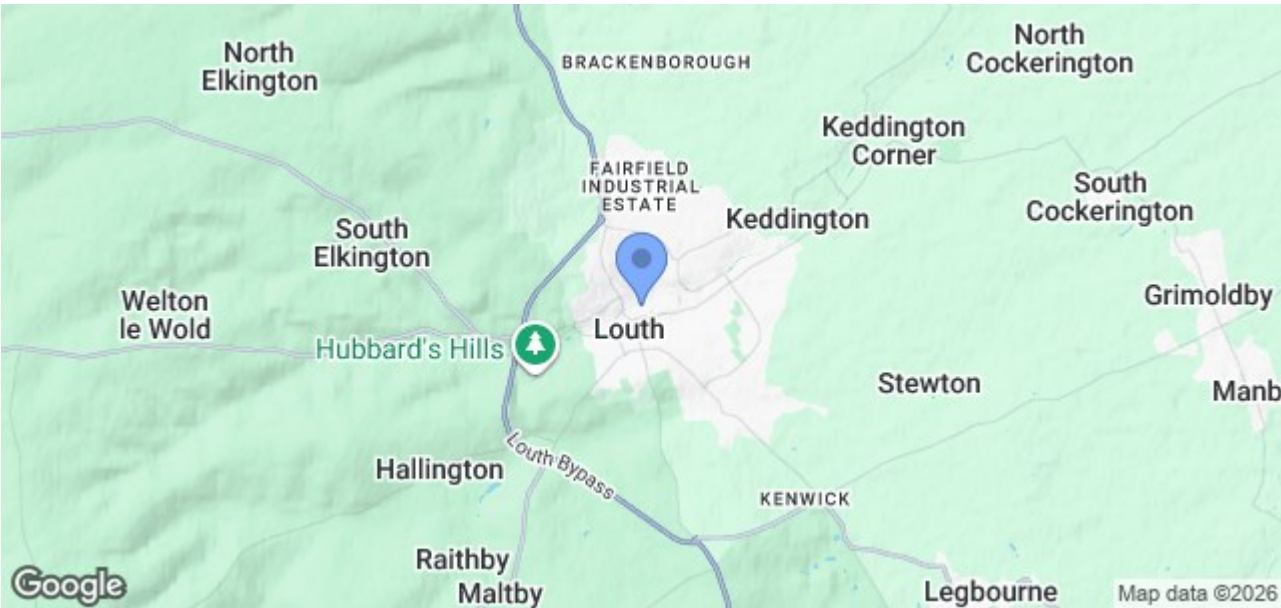 North
Elkington
BRACKENBOROUGH
North
Cockerington
Keddington
Corner
FAIRFIELD
INDUSTRIAL
ESTATE
South
Cockerington
Keddington
South
Elkington
Welton
le Wold
Grimoldby
Louth
Hubbard's Hills
Stewton
Manb
Louth Bypass
Hallington
KENWICK
Raithby
Maltby
Legbourne
Google
Map data ©2026